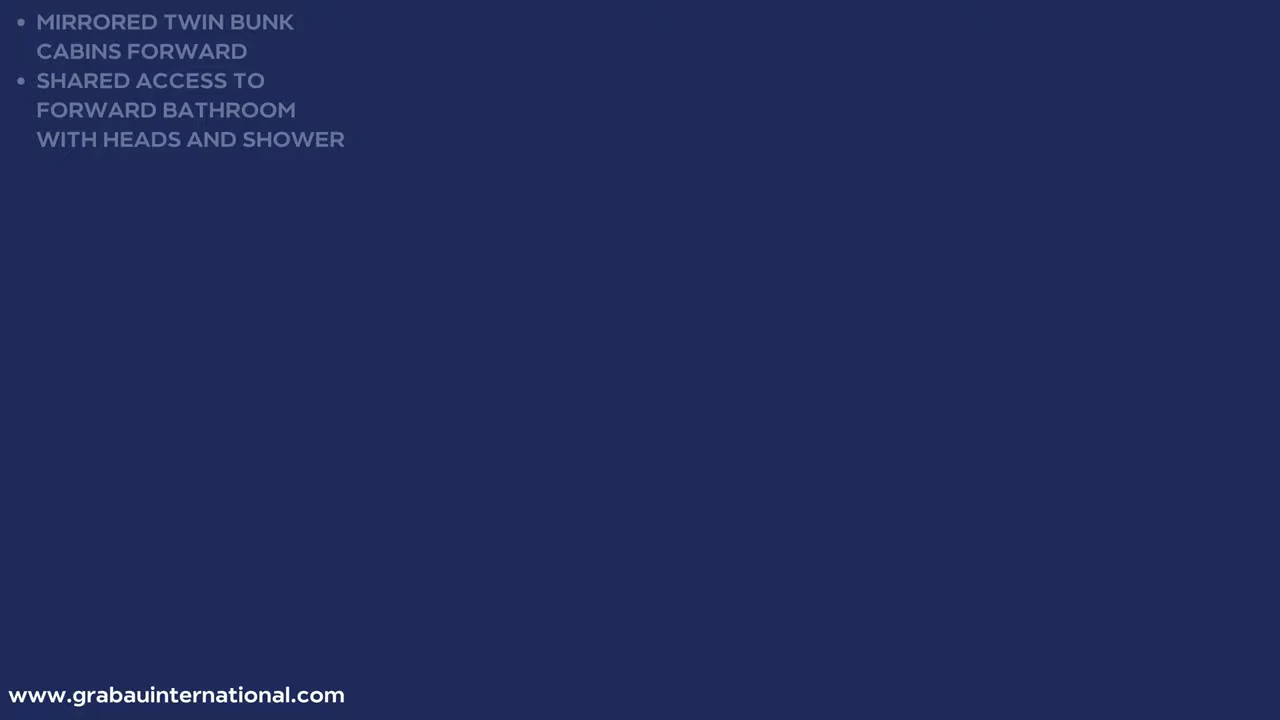 • MIRRORED TWIN BUNK
CABINS FORWARD
• SHARED ACCESS TO
FORWARD BATHROOM
WITH HEADS AND SHOWER
www.grabauinternational.com